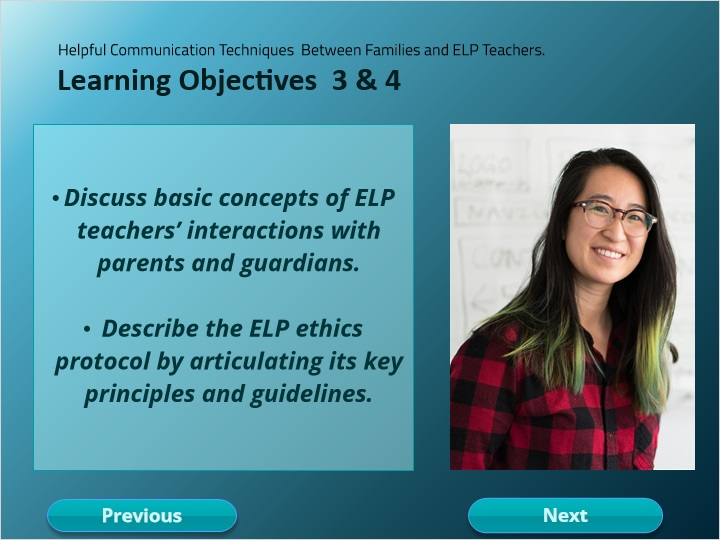 Helpful Communication Techniques  Between Families and ELP Teachers.
Learning Objectives  3 & 4
• Discuss basic concepts of ELP
teachers’ interactions with
parents and guardians.
• Describe the ELP ethics
protocol by articulating its key
principles and guidelines.
LOGO
Previous
Next